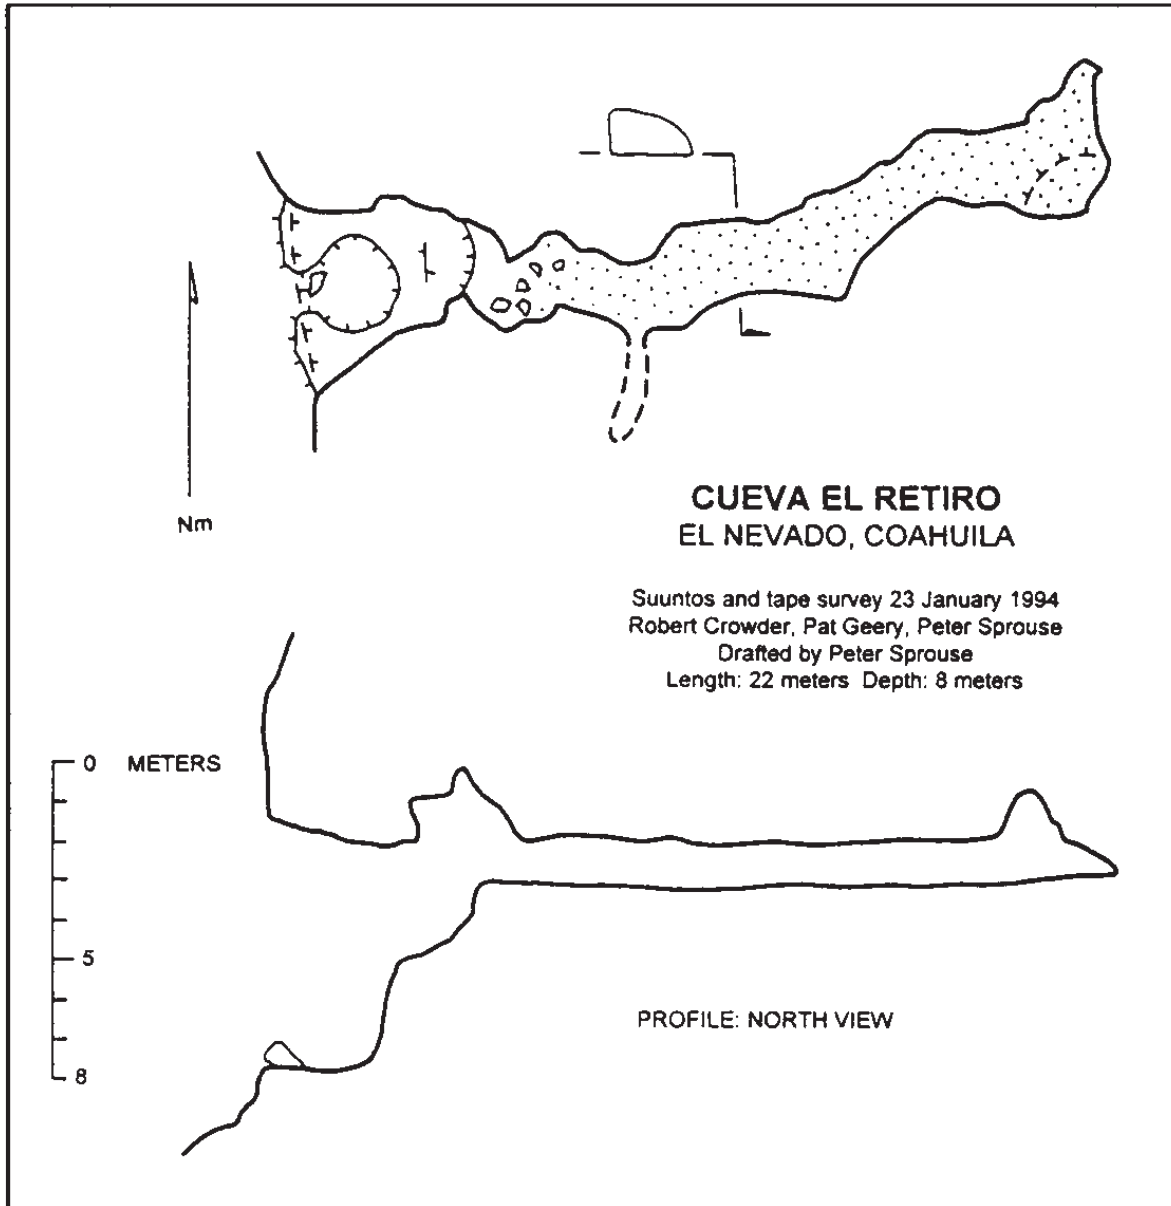 Nm
CUEVA EL RETIRO
EL NEVADO, COAHUILA
Suuntos and tape survey 23 January 1994
Robert Crowder, Pat Geery, Peter Sprouse
Drafted by Peter Sprouse
Length: 22 meters Depth: 8 meters
0 METERS
5
8
PROFILE: NORTH VIEW